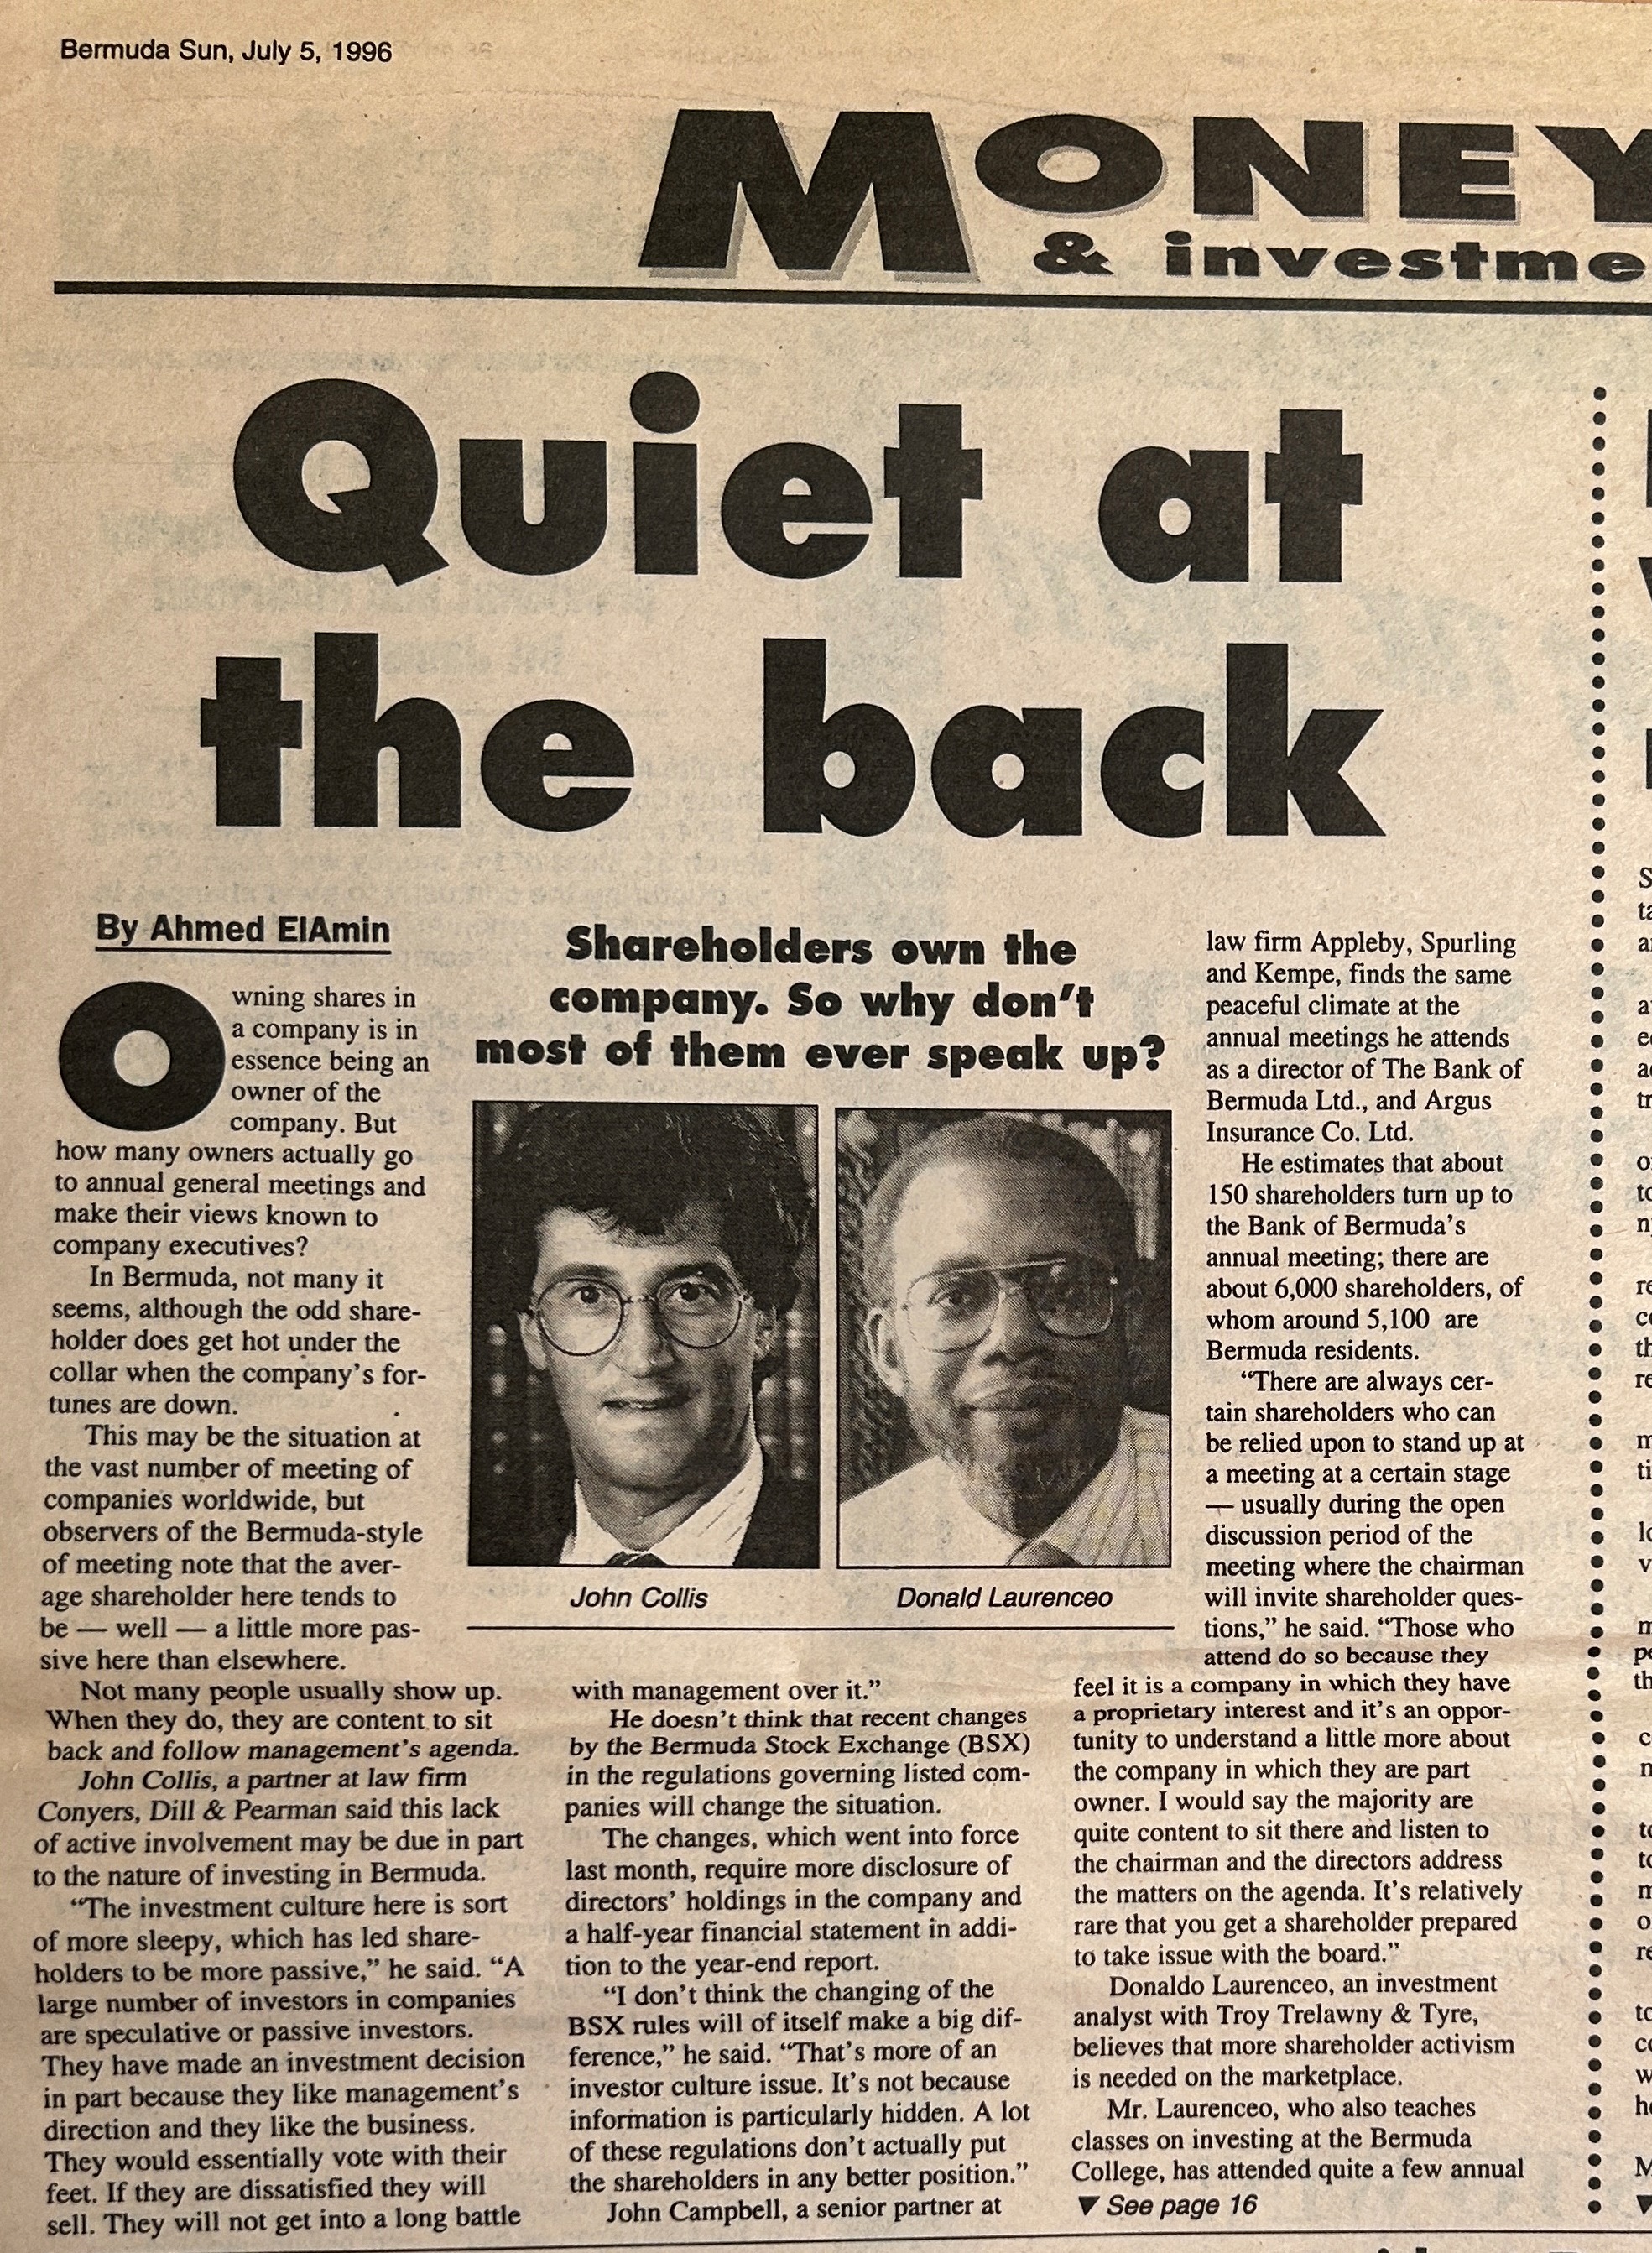 Bermuda Sun, July 5, 1996
MONEY
& investme
Quiet at
the back
By Ahmed ElAmin
Owning shares in
a company is in
essence being an
owner of the
company. But
how many owners actually go
to annual general meetings and
make their views known to
company executives?
In Bermuda, not many it
seems, although the odd share-
holder does get hot under the
collar when the company's for-
tunes are down.
This may be the situation at
the vast number of meeting of
companies worldwide, but
observers of the Bermuda-style
of meeting note that the aver-
age shareholder here tends to
be — well — a little more pas-
sive here than elsewhere.
Not many people usually show up.
When they do, they are content to sit
back and follow management's agenda.
John Collis, a partner at law firm
Conyers, Dill & Pearman said this lack
of active involvement may be due in part
to the nature of investing in Bermuda.
“The investment culture here is sort
of more sleepy, which has led share-
holders to be more passive,” he said. “A
large number of investors in companies
are speculative or passive investors.
They have made an investment decision
in part because they like management's
direction and they like the business.
They would essentially vote with their
feet. If they are dissatisfied they will
sell. They will not get into a long battle
Shareholders own the
company. So why don't
most of them ever speak up?
John Collis
Donald Laurenceo
with management over it.”
He doesn't think that recent changes
by the Bermuda Stock Exchange (BSX)
in the regulations governing listed com-
panies will change the situation.
The changes, which went into force
last month, require more disclosure of
directors' holdings in the company and
a half-year financial statement in addi-
tion to the year-end report.
“I don't think the changing of the
BSX rules will of itself make a big dif-
ference,” he said. “That's more of an
investor culture issue. It's not because
information is particularly hidden. A lot
of these regulations don't actually put
the shareholders in any better position.”
John Campbell, a senior partner at
law firm Appleby, Spurling
and Kempe, finds the same
peaceful climate at the
annual meetings he attends
as a director of The Bank of
Bermuda Ltd., and Argus
Insurance Co. Ltd.
He estimates that about
150 shareholders turn up to
the Bank of Bermuda's
annual meeting; there are
about 6,000 shareholders, of
whom around 5,100 are
Bermuda residents.
“There are always cer-
tain shareholders who can
be relied upon to stand up at
a meeting at a certain stage
— usually during the open
discussion period of the
meeting where the chairman
will invite shareholder ques-
tions,” he said. “Those who
attend do so because they
feel it is a company in which they have
a proprietary interest and it's an oppor-
tunity to understand a little more about
the company in which they are part
owner. I would say the majority are
quite content to sit there and listen to
the chairman and the directors address
the matters on the agenda. It's relatively
rare that you get a shareholder prepared
to take issue with the board.”
Donaldo Laurenceo, an investment
analyst with Troy Trelawny & Tyre,
believes that more shareholder activism
is needed on the marketplace.
Mr. Laurenceo, who also teaches
classes on investing at the Bermuda
College, has attended quite a few annual
▼ See page 16